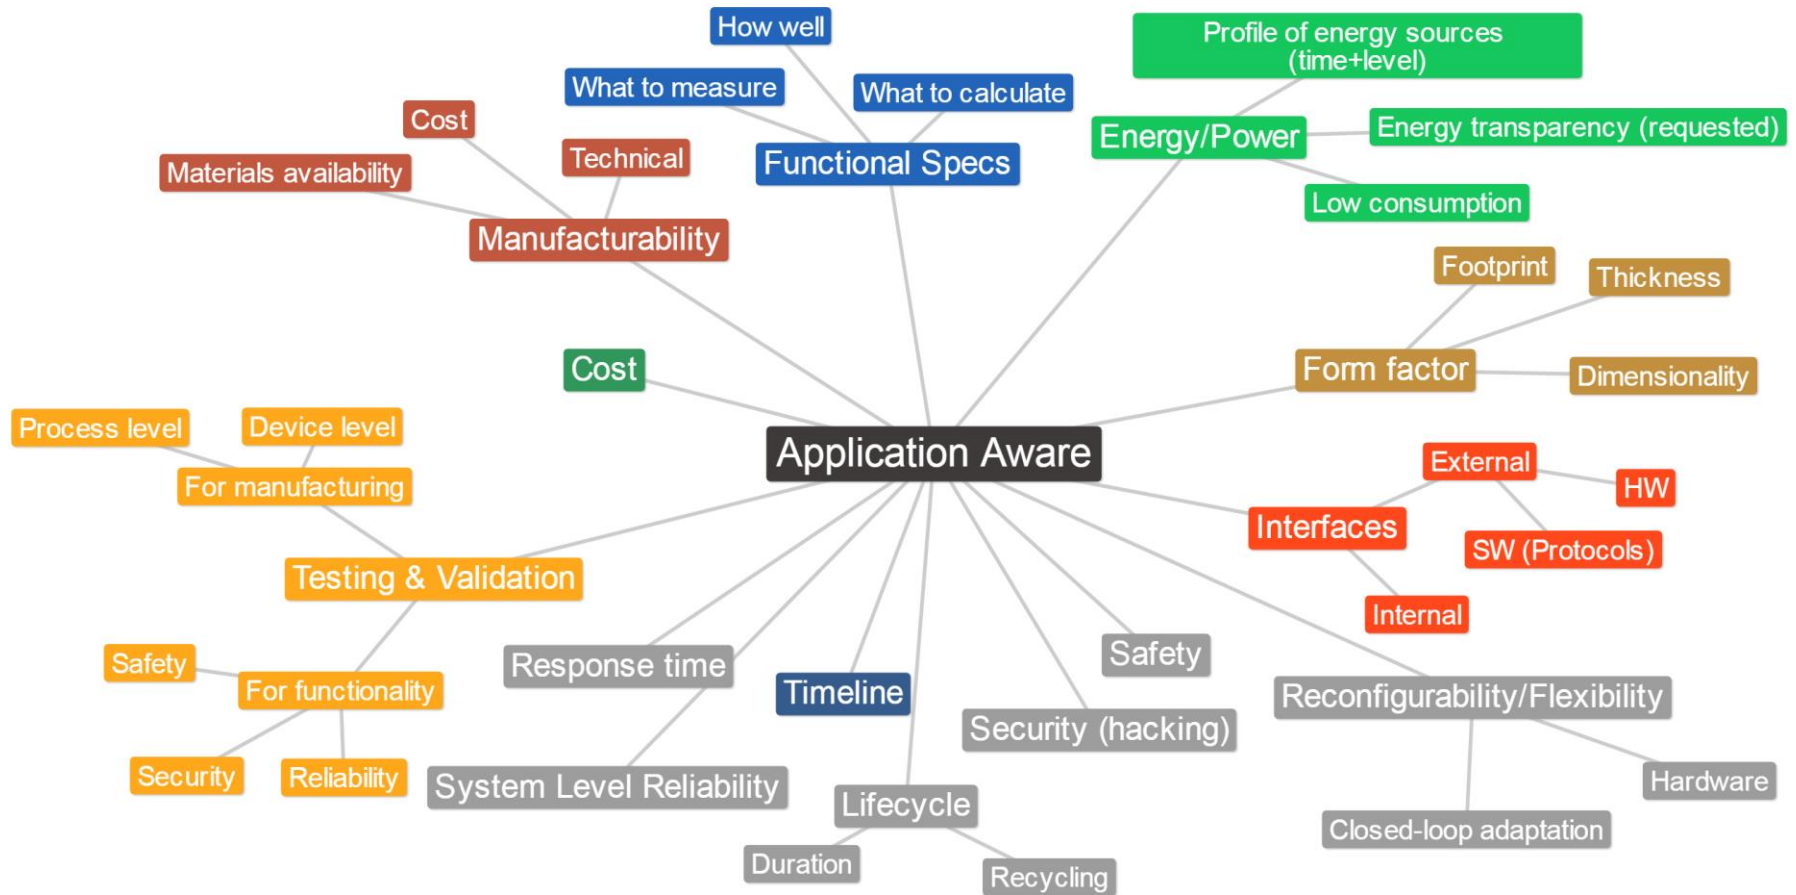 How well
Profile of energy sources
(time+level)
What to measure
What to calculate
Cost
Energy/Power
Energy transparency (requested)
Materials availability
Technical
Functional Specs
Low consumption
Manufacturability
Footprint
Thickness
Cost
Form factor
Dimensionality
Process level
Device level
Application Aware
External
For manufacturing
HW
Interfaces
SW (Protocols)
Testing & Validation
Internal
Safety
Response time
Safety
For functionality
Timeline
Reconfigurability/Flexibility
Security (hacking)
Security
Reliability
System Level Reliability
Hardware
Lifecycle
Closed-loop adaptation
Duration
Recycling